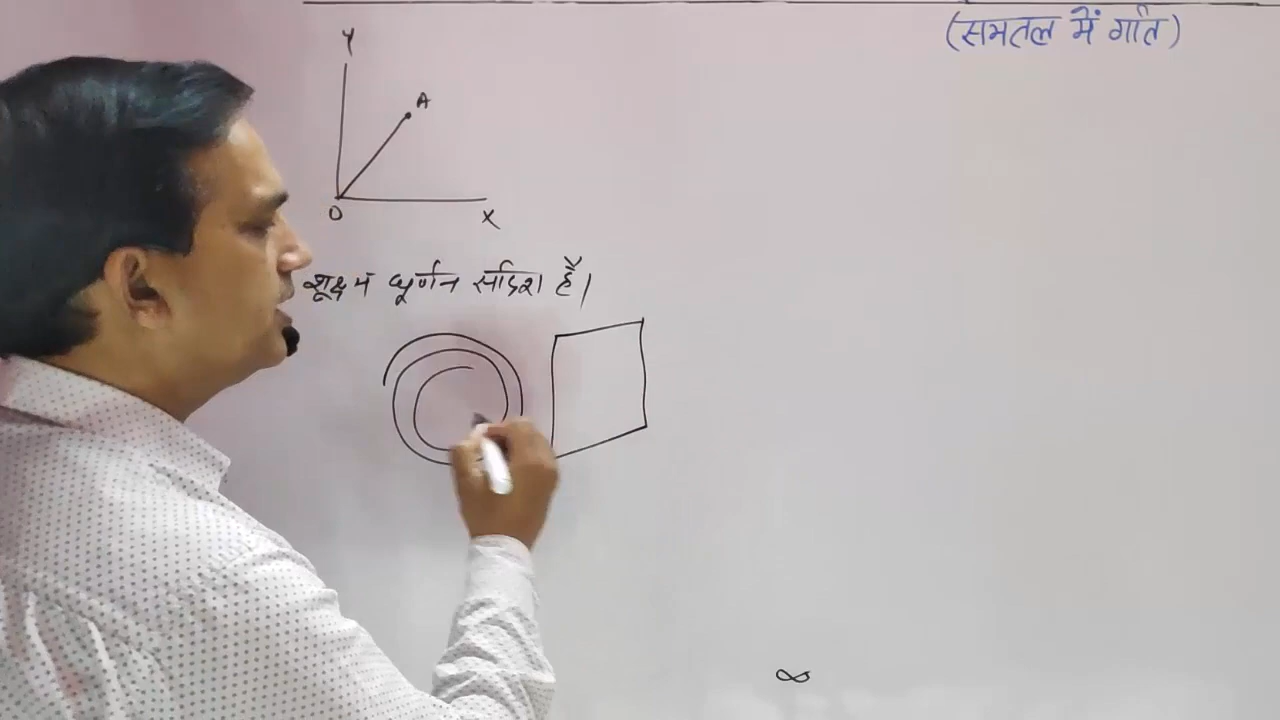 (समतल में गति)
Y
A
O
X
शूक्ष्म घूर्णन सदिश है।
∞